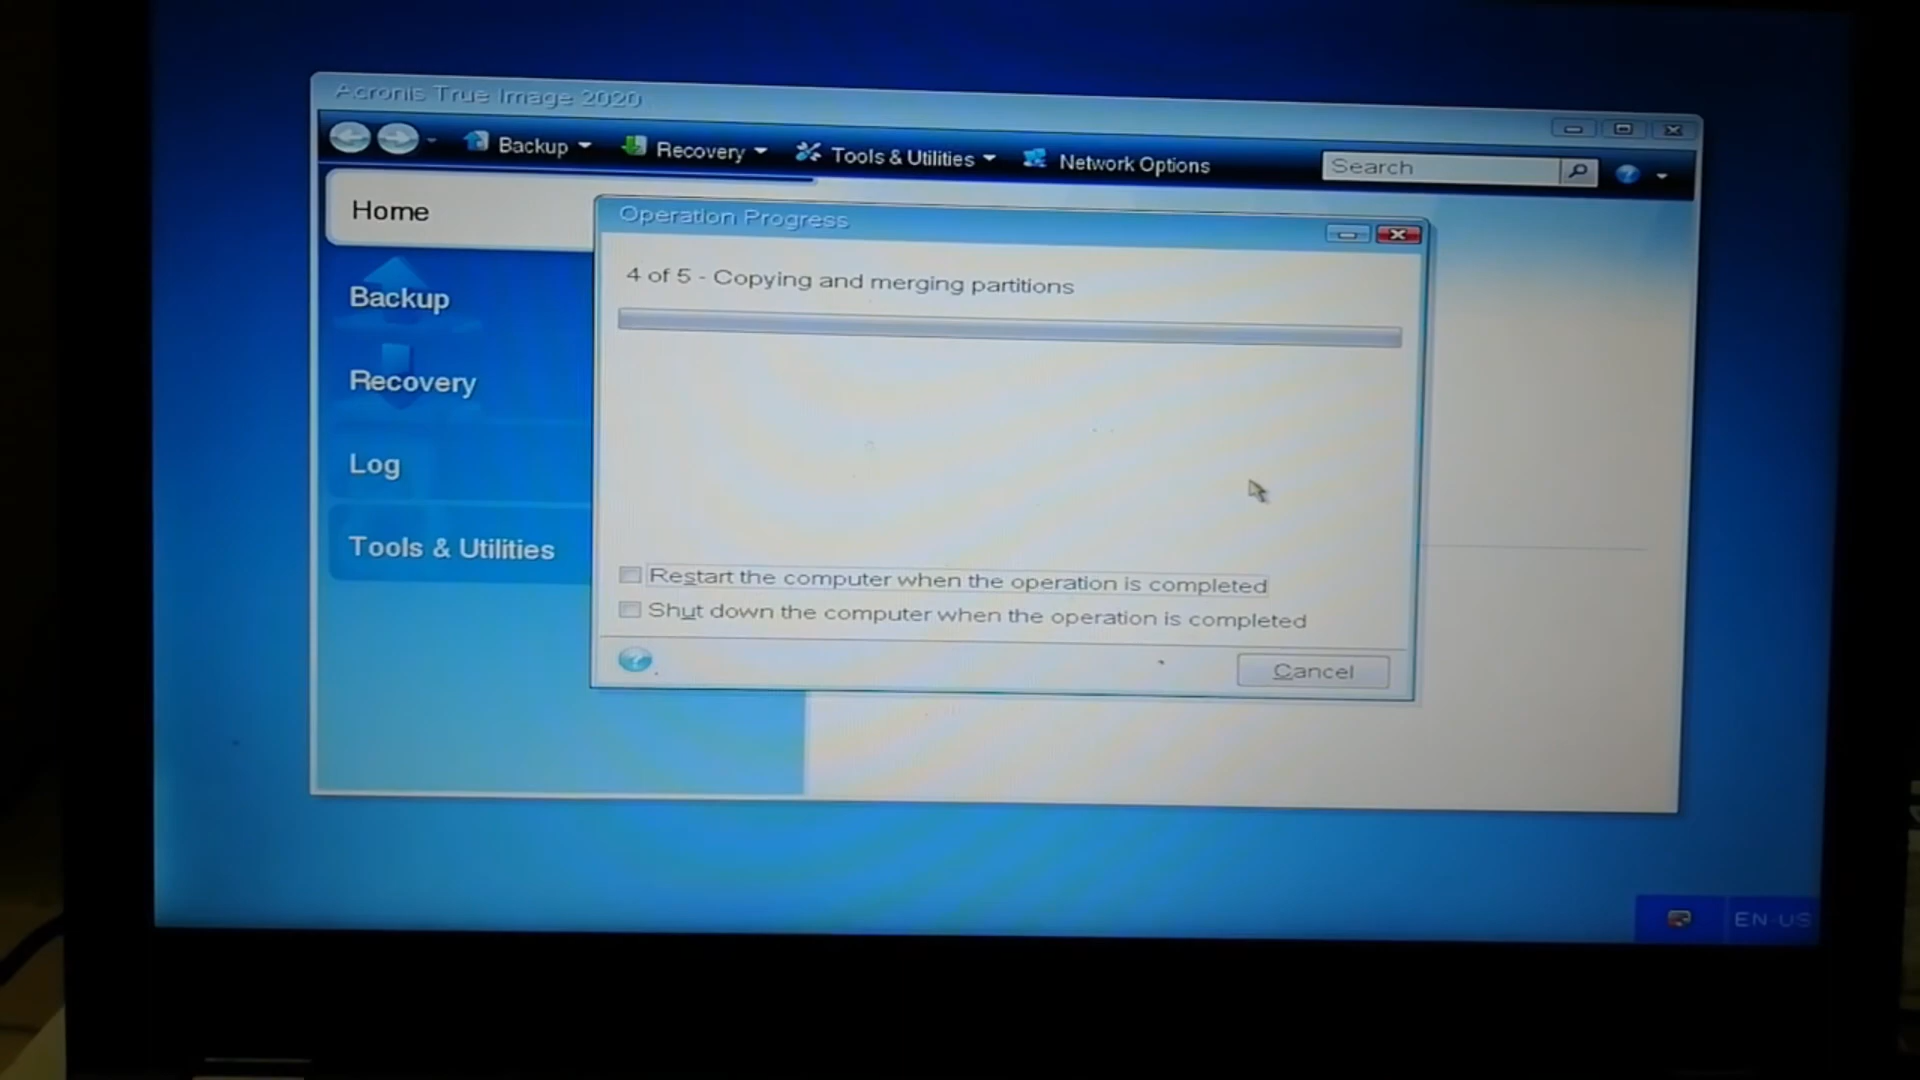 Acronis True Image 2020
Backup Recovery Tools & Utilities Network Options Search
Home
Operation Progress
4 of 5 - Copying and merging partitions
Backup
Recovery
Log
Tools & Utilities
Restart the computer when the operation is completed
Shut down the computer when the operation is completed
Cancel
EN-US